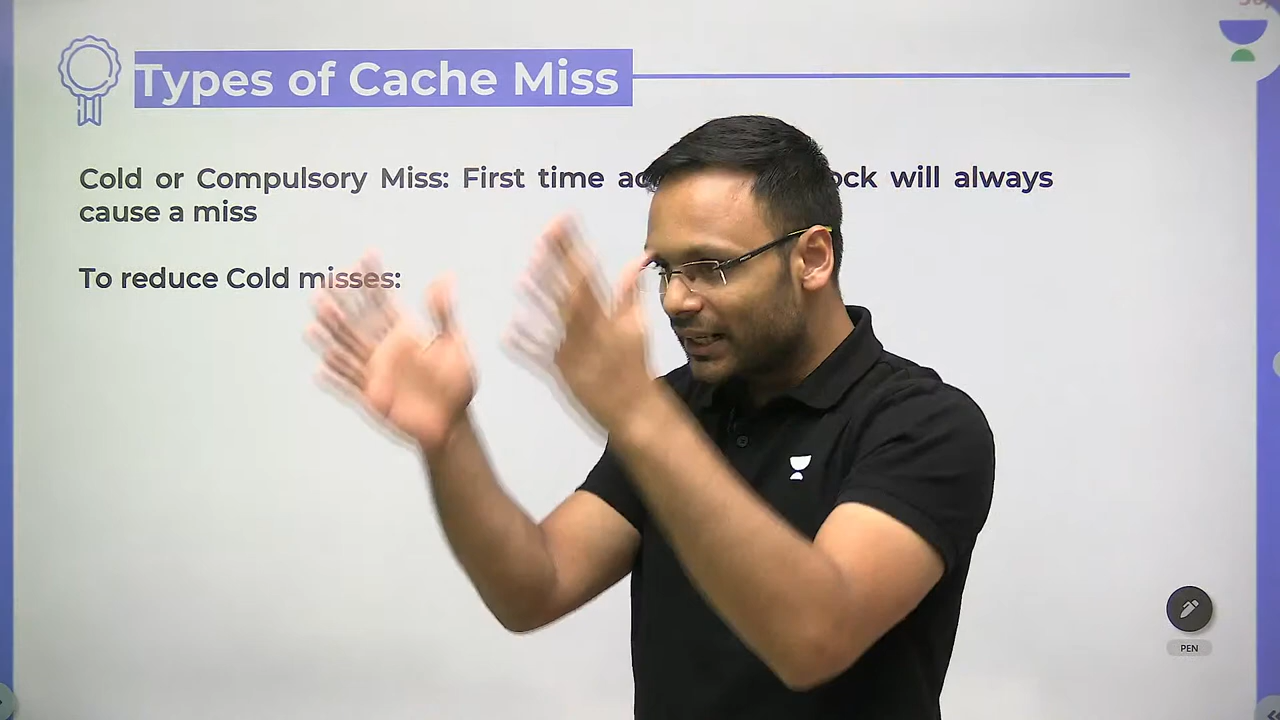 Types of Cache Miss
Cold or Compulsory Miss: First time will always
cause a miss
To reduce Cold misses:
PEN